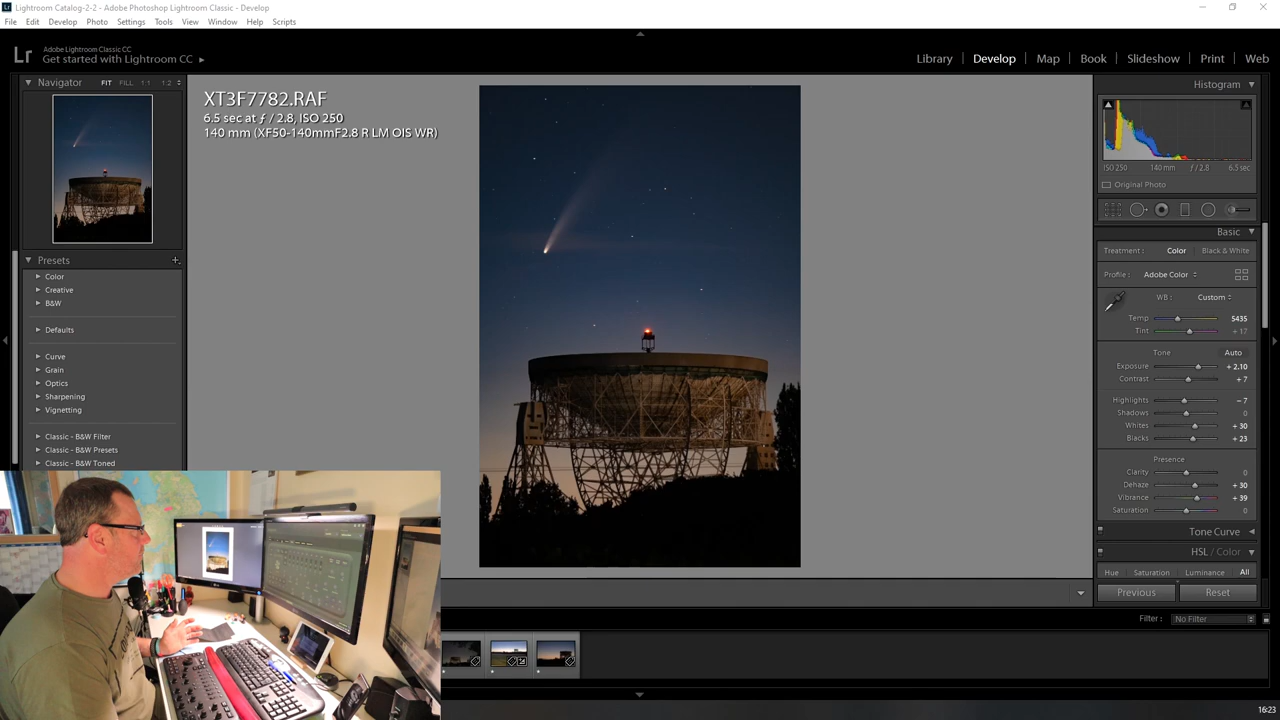 Lightroom Catalog-2-2 - Adobe Photoshop Lightroom Classic - Develop
File Edit Develop Photo Settings Tools View Window Help Scripts
Lr
Adobe Lightroom Classic CC
Get started with Lightroom CC
Library Develop Map Book Slideshow Print Web
Navigator FIT FILL 1:1 1:2
XT3F7782.RAF
6.5 sec at ƒ / 2.8, ISO 250
140 mm (XF50-140mmF2.8 R LM OIS WR)
Presets
Color
Creative
B&W
Defaults
Curve
Grain
Optics
Sharpening
Vignetting
Classic - B&W Filter
Classic - B&W Presets
Classic - B&W Toned
Histogram
ISO 250 140 mm ƒ / 2.8 6.5 sec
Original Photo
Basic
Treatment : Color Black & White
Profile : Adobe Color
WB : Custom
Temp 5435
Tint + 17
Tone Auto
Exposure + 2.10
Contrast + 7
Highlights – 7
Shadows 0
Whites + 30
Blacks + 23
Presence
Clarity 0
Dehaze + 30
Vibrance + 39
Saturation 0
Tone Curve
HSL / Color
Hue Saturation Luminance All
Previous Reset
Filter : No Filter
16:23